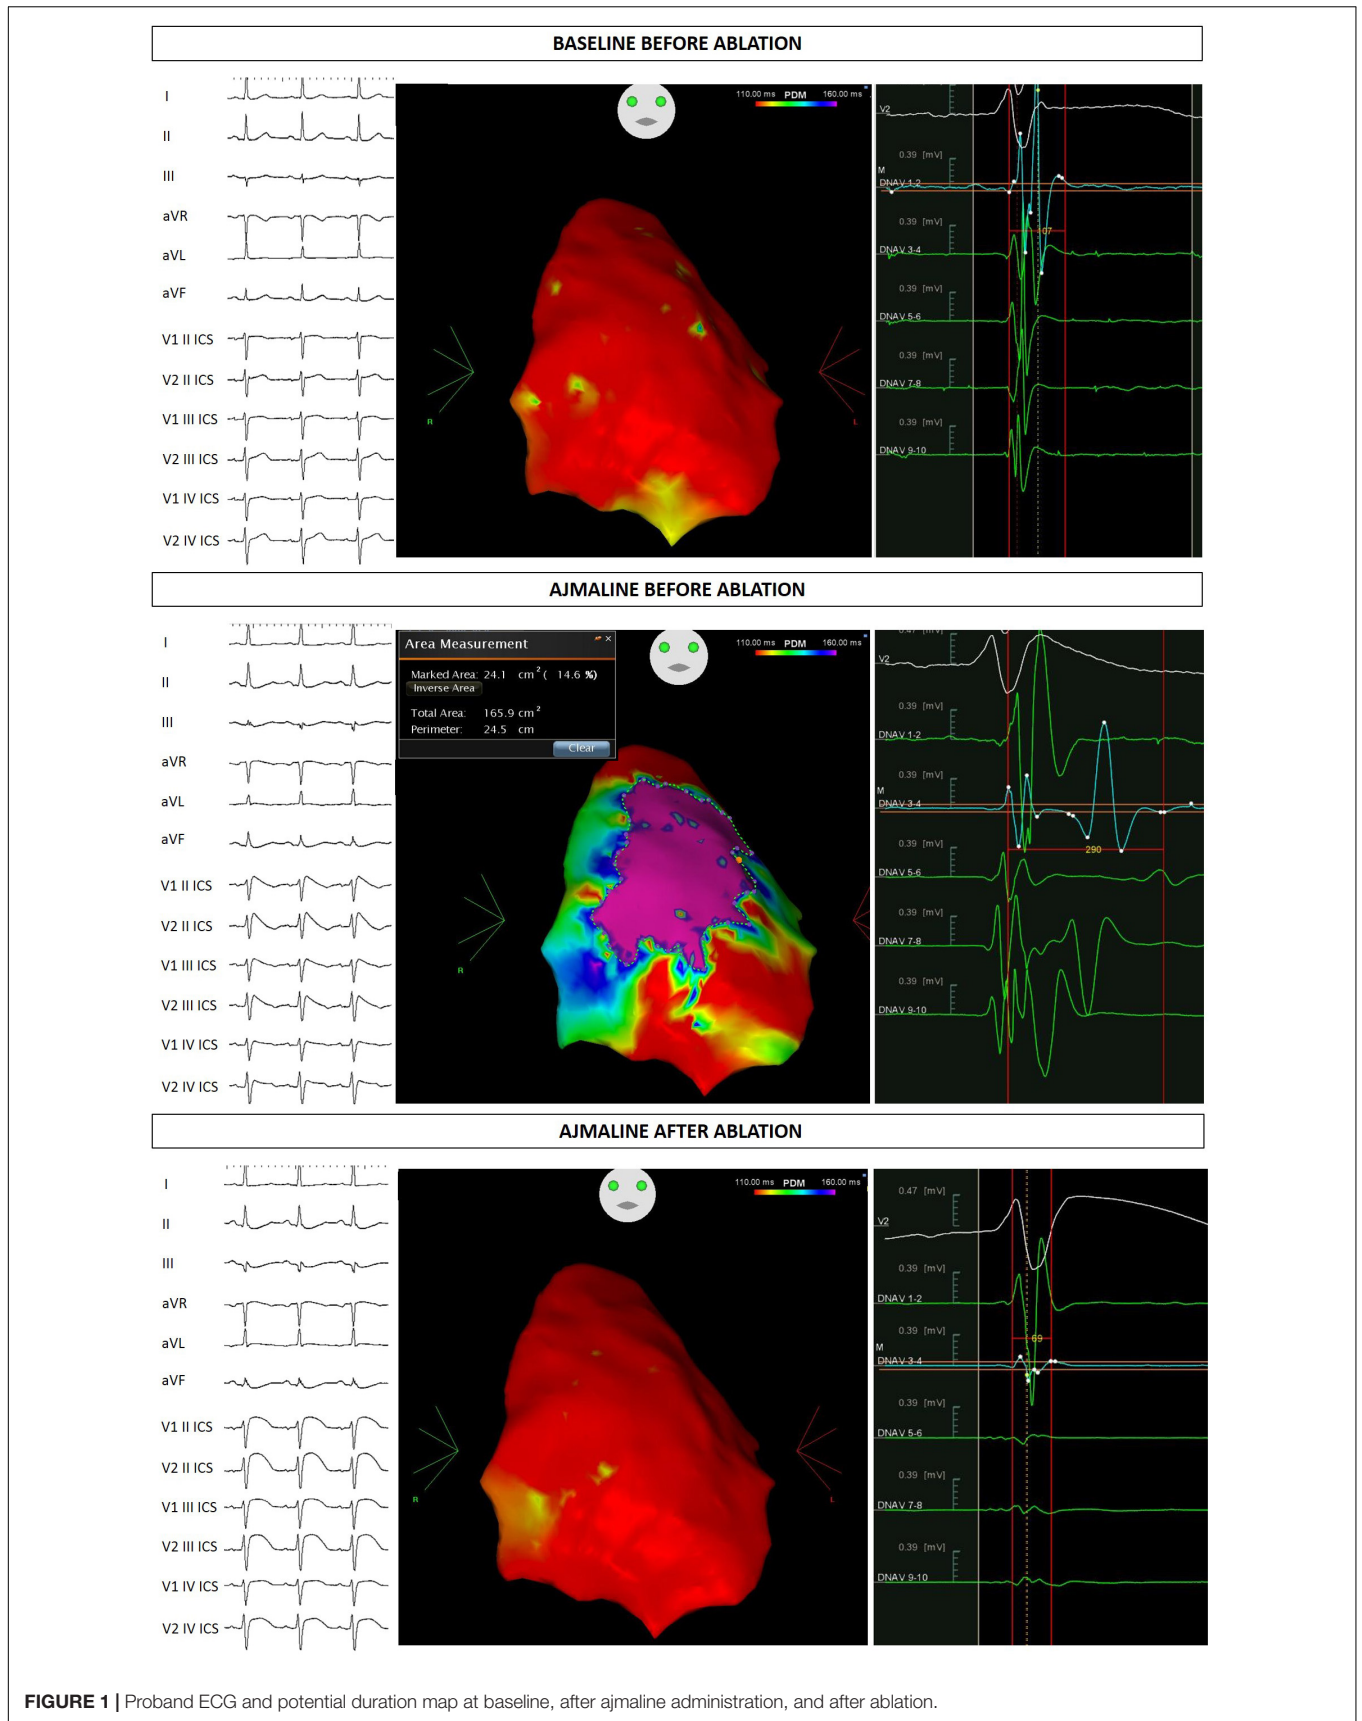 BASELINE BEFORE ABLATION
I
II
III
aVR
aVL
aVF
V1 II ICS
V2 II ICS
V1 III ICS
V2 III ICS
V1 IV ICS
V2 IV ICS
110.00 ms PDM 160.00 ms
R
L
V2
0.39 [mV]
M
DNAV 1-2
0.39 [mV]
107
DNAV 3-4
0.39 [mV]
DNAV 5-6
0.39 [mV]
DNAV 7-8
0.39 [mV]
DNAV 9-10
AJMALINE BEFORE ABLATION
I
II
III
aVR
aVL
aVF
V1 II ICS
V2 II ICS
V1 III ICS
V2 III ICS
V1 IV ICS
V2 IV ICS
Area Measurement
Marked Area: 24.1 cm2 ( 14.6 %)
Inverse Area
Total Area: 165.9 cm2
Perimeter: 24.5 cm
Clear
110.00 ms PDM 160.00 ms
R
0.47 [mV]
V2
0.39 [mV]
DNAV 1-2
0.39 [mV]
M
DNAV 3-4
0.39 [mV]
290
DNAV 5-6
0.39 [mV]
DNAV 7-8
0.39 [mV]
DNAV 9-10
AJMALINE AFTER ABLATION
I
II
III
aVR
aVL
aVF
V1 II ICS
V2 II ICS
V1 III ICS
V2 III ICS
V1 IV ICS
V2 IV ICS
110.00 ms PDM 160.00 ms
R
L
0.47 [mV]
V2
0.39 [mV]
DNAV 1-2
0.39 [mV]
69
M
DNAV 3-4
0.39 [mV]
DNAV 5-6
0.39 [mV]
DNAV 7-8
0.39 [mV]
DNAV 9-10
FIGURE 1 | Proband ECG and potential duration map at baseline, after ajmaline administration, and after ablation.